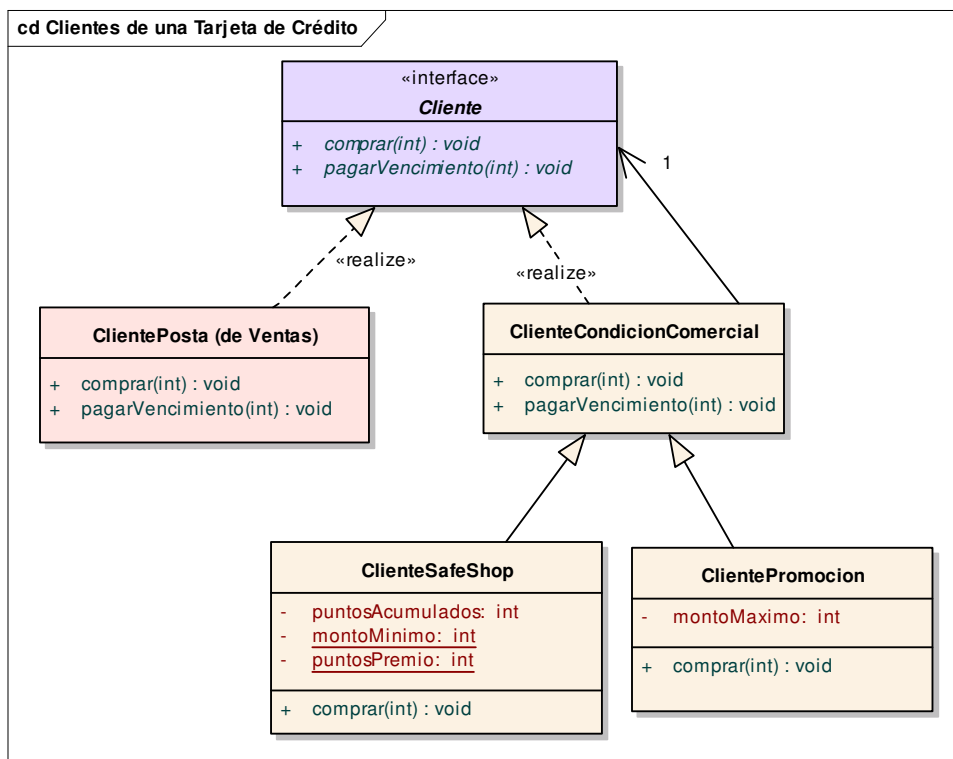 cd Clientes de una Tarjeta de Crédito
«interface»
Cliente
+ comprar(int) : void
+ pagarVencimiento(int) : void
1
«realize»
«realize»
ClientePosta (de Ventas)
+ comprar(int) : void
+ pagarVencimiento(int) : void
ClienteCondicionComercial
+ comprar(int) : void
+ pagarVencimiento(int) : void
ClienteSafeShop
- puntosAcumulados: int
- montoMinimo: int
- puntosPremio: int
+ comprar(int) : void
ClientePromocion
- montoMaximo: int
+ comprar(int) : void